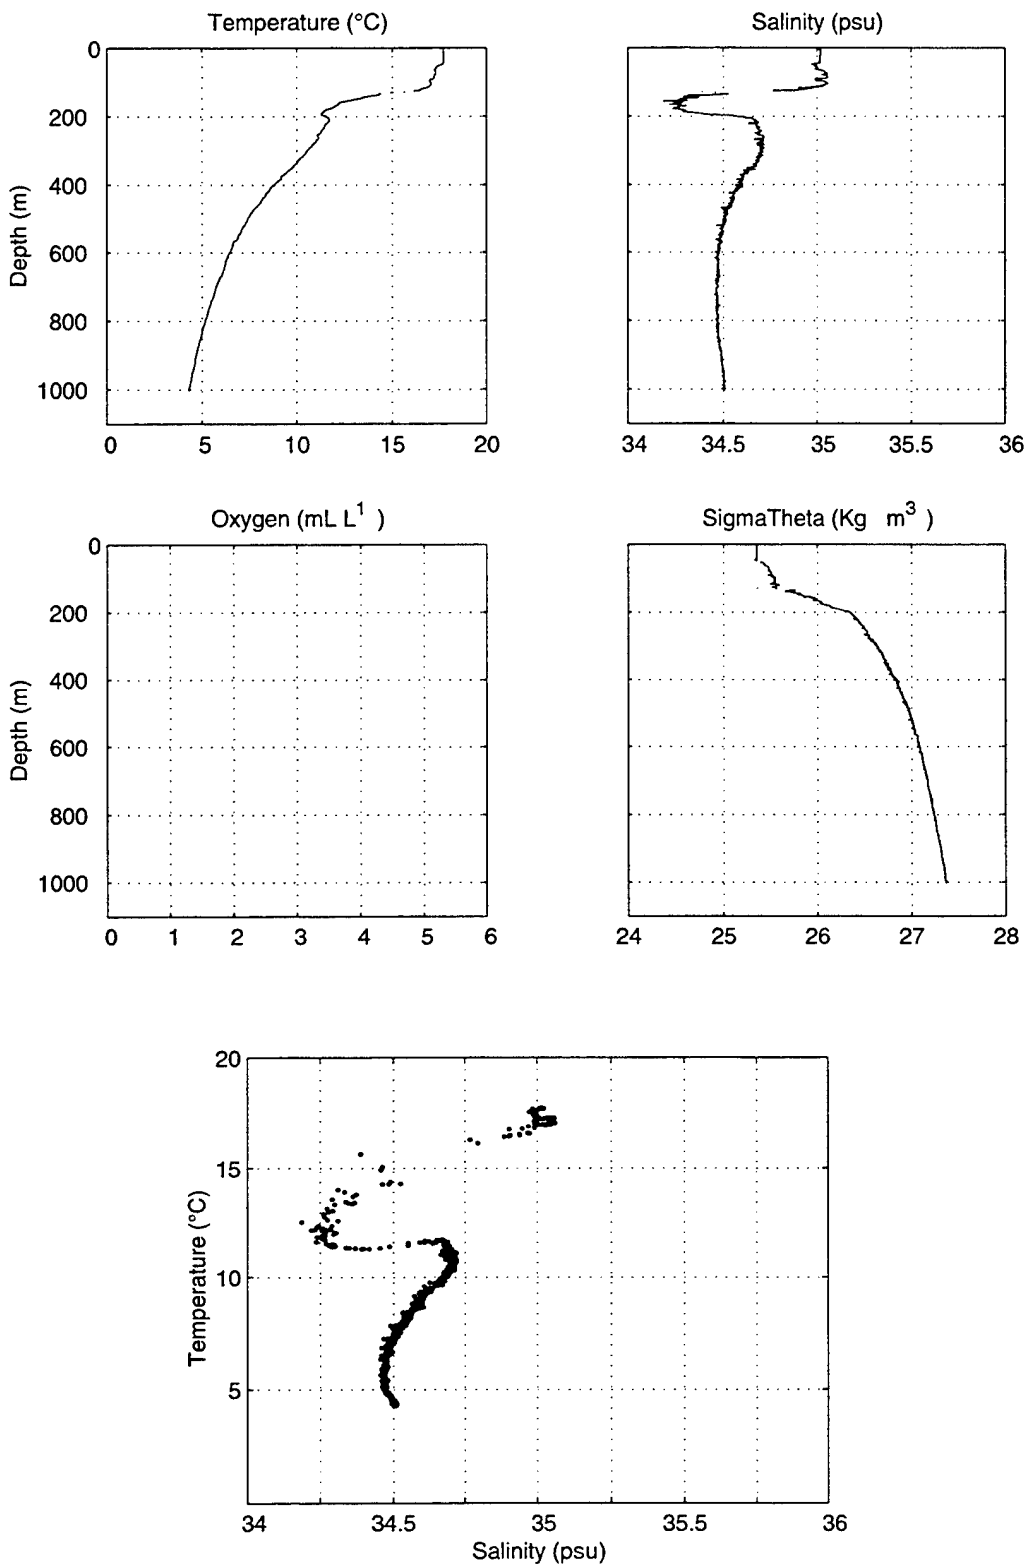 Temperature (°C)
Salinity (psu)
0
200
400
600
800
1000
Depth (m)
0 5 10 15 20
34 34.5 35 35.5 36
Oxygen (mL L1 )
SigmaTheta (Kg m3 )
0
200
400
600
800
1000
Depth (m)
0 1 2 3 4 5 6
24 25 26 27 28
20
15
10
5
Temperature (°C)
34 34.5 35 35.5 36
Salinity (psu)